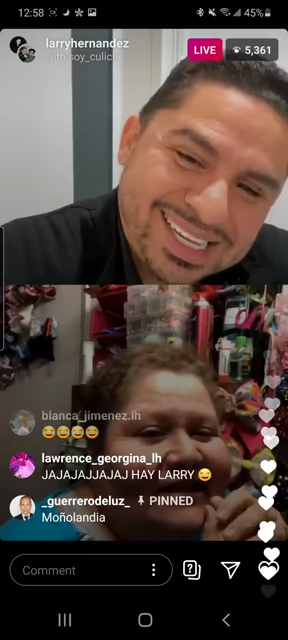 12:58
45%
larryhernandez
with soy_culichi
LIVE
5,361
blanca_jimenez.lh
😂😂😂😂
lawrence_georgina_lh
JAJAJAJJAJAJ HAY LARRY 😂
_guerrerodeluz_ PINNED
Moñolandia
Comment